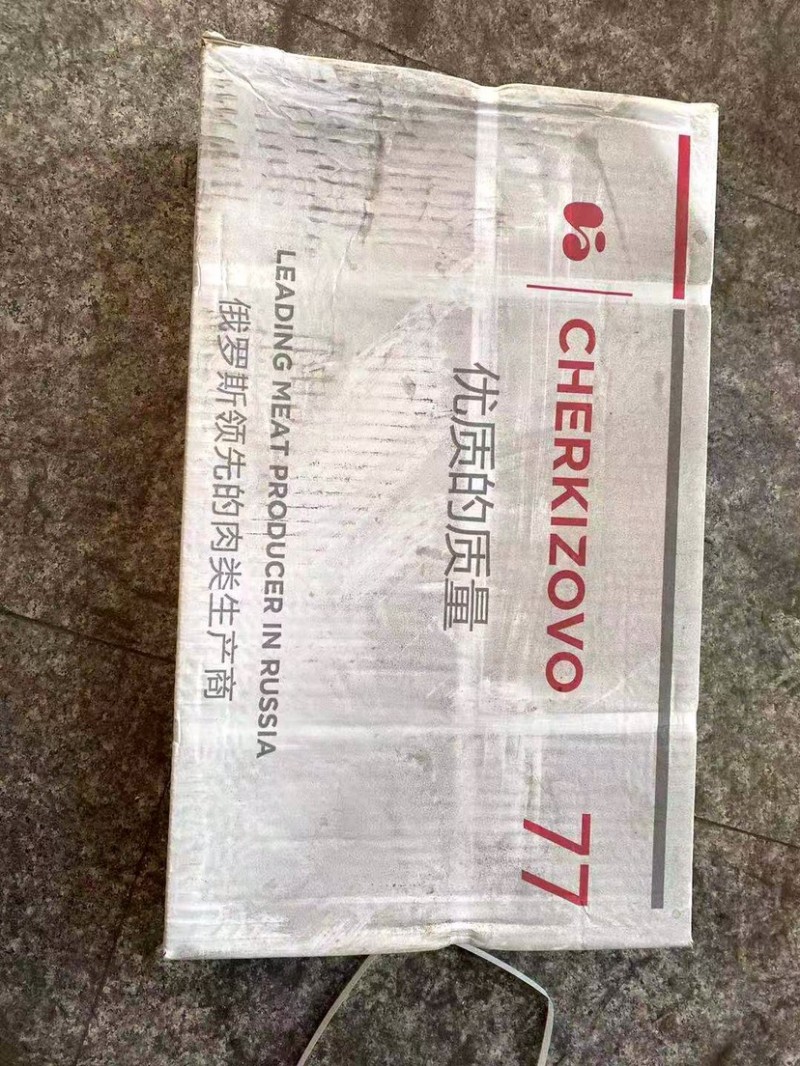 CHERKIZOVO 77
优质的质量
LEADING MEAT PRODUCER IN RUSSIA
俄罗斯领先的肉类生产商